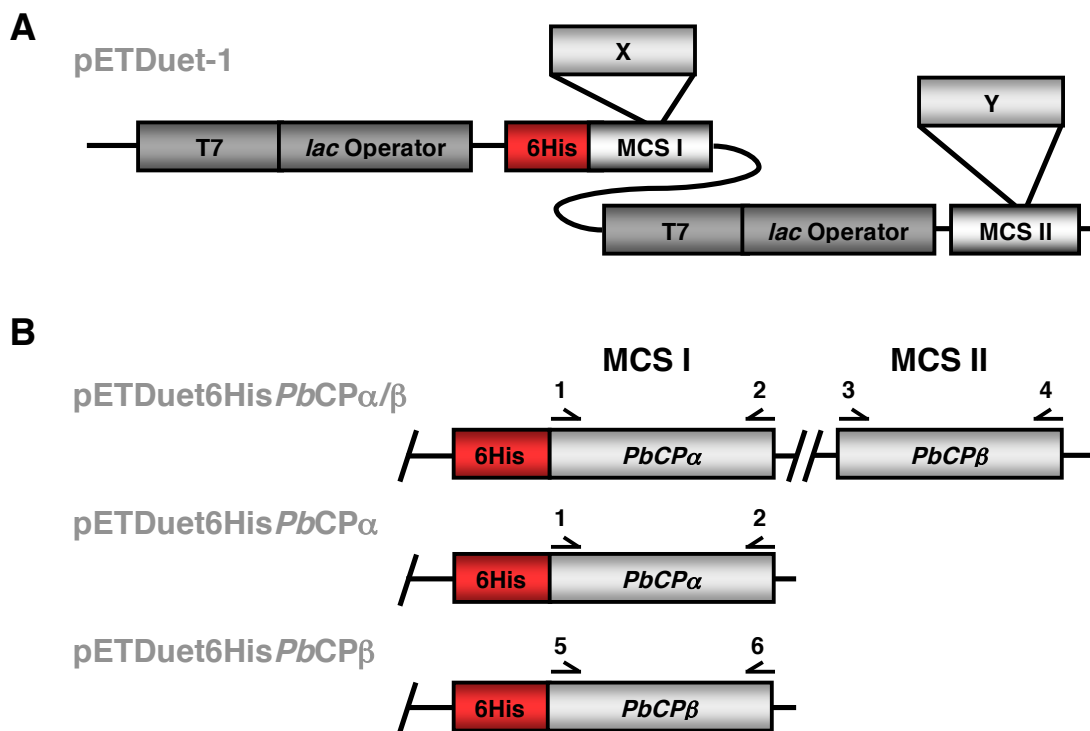 A
pETDuet-1
X
Y
T7 lac Operator 6His MCS I
T7 lac Operator MCS II
B
MCS I MCS II
pETDuet6HisPbCPα/β
1 2 3 4
6His PbCPα PbCPβ
pETDuet6HisPbCPα
1 2
6His PbCPα
pETDuet6HisPbCPβ
5 6
6His PbCPβ